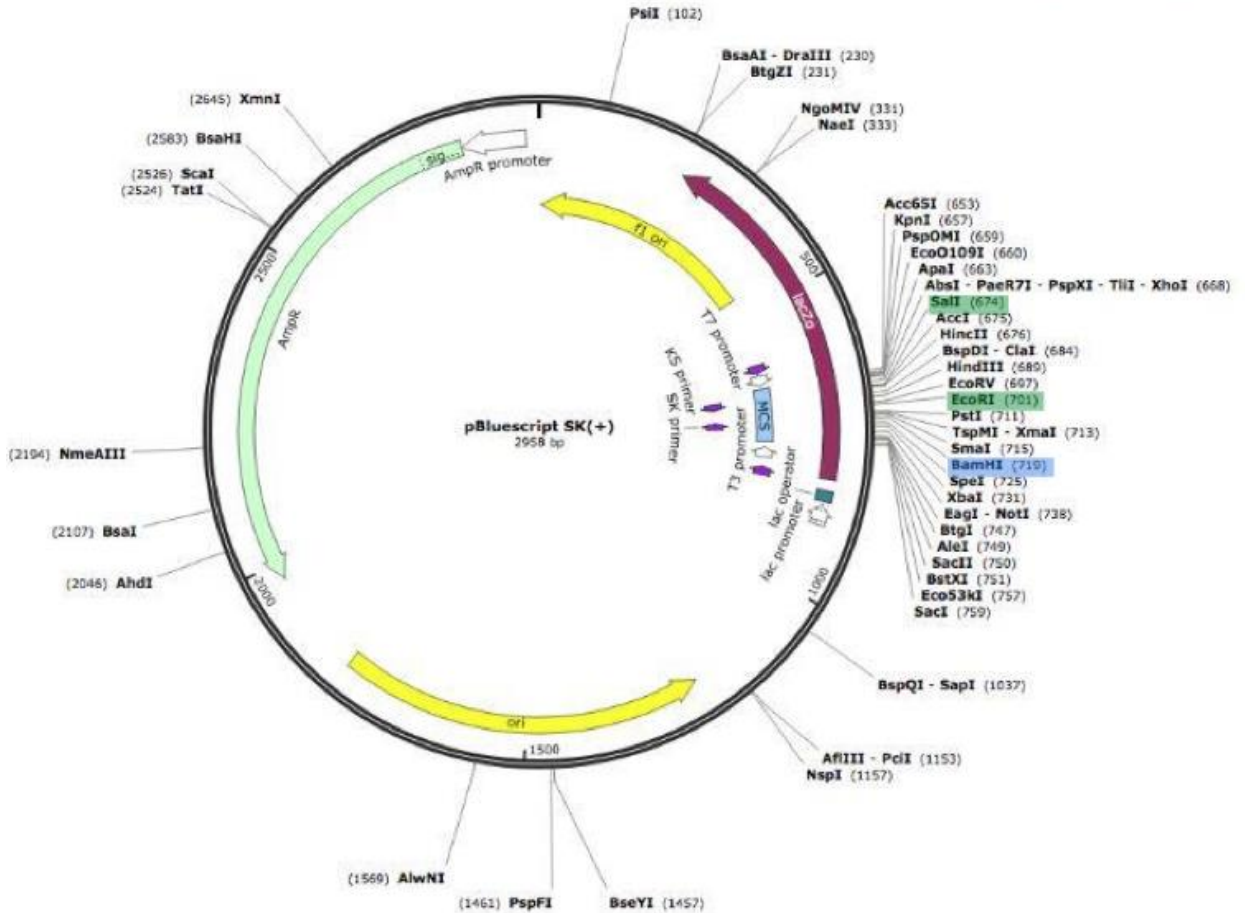 PsiI (102)
BsaAI - DraIII (230)
BtgZI (231)
NgoMIV (331)
NaeI (333)
Acc65I (653)
KpnI (657)
PspOMI (659)
EcoO109I (660)
ApaI (663)
AbsI - PaeR7I - PspXI - TliI - XhoI (668)
SalI (674)
AccI (675)
HincII (676)
BspDI - ClaI (684)
HindIII (689)
EcoRV (697)
EcoRI (701)
PstI (711)
TspMI - XmaI (713)
SmaI (715)
BamHI (719)
SpeI (725)
XbaI (731)
EagI - NotI (738)
BtgI (747)
AleI (749)
SacII (750)
BstXI (751)
Eco53kI (757)
SacI (759)
BspQI - SapI (1037)
AflIII - PciI (1153)
NspI (1157)
BseYI (1457)
(1461) PspFI
(1569) AlwNI
(2046) AhdI
(2107) BsaI
(2194) NmeAIII
(2524) TatI
(2526) ScaI
(2583) BsaHI
(2645) XmnI
sig...
AmpR promoter
AmpR
f1 ori
lacZα
T7 promoter
KS primer
SK primer
MCS
T3 promoter
lac operator
lac promoter
ori
pBluescript SK(+)
2958 bp
500
1000
1500
2000
2500